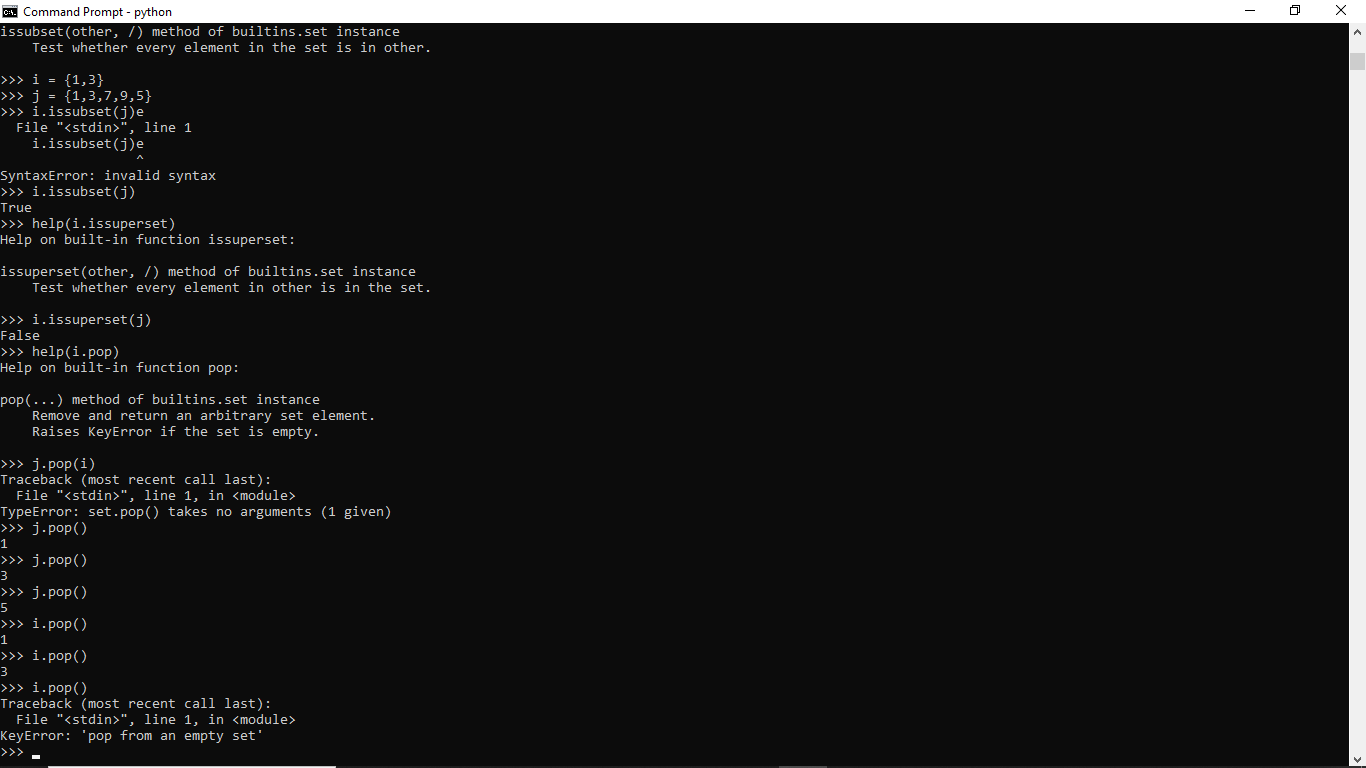 Command Prompt - python
issubset(other, /) method of builtins.set instance
    Test whether every element in the set is in other.

>>> i = {1,3}
>>> j = {1,3,7,9,5}
>>> i.issubset(j)e
  File "<stdin>", line 1
    i.issubset(j)e
                 ^
SyntaxError: invalid syntax
>>> i.issubset(j)
True
>>> help(i.issuperset)
Help on built-in function issuperset:

issuperset(other, /) method of builtins.set instance
    Test whether every element in other is in the set.

>>> i.issuperset(j)
False
>>> help(i.pop)
Help on built-in function pop:

pop(...) method of builtins.set instance
    Remove and return an arbitrary set element.
    Raises KeyError if the set is empty.

>>> j.pop(i)
Traceback (most recent call last):
  File "<stdin>", line 1, in <module>
TypeError: set.pop() takes no arguments (1 given)
>>> j.pop()
1
>>> j.pop()
3
>>> j.pop()
5
>>> i.pop()
1
>>> i.pop()
3
>>> i.pop()
Traceback (most recent call last):
  File "<stdin>", line 1, in <module>
KeyError: 'pop from an empty set'
>>> _